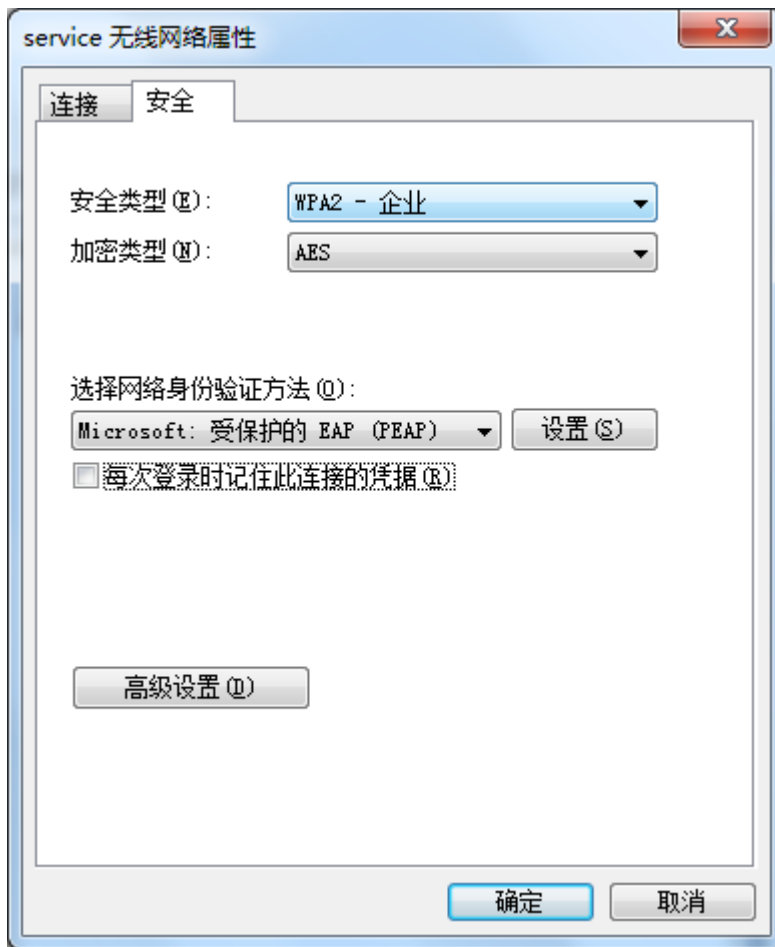 service 无线网络属性
连接 安全
安全类型(E): WPA2 - 企业
加密类型(N): AES
选择网络身份验证方法(O):
Microsoft: 受保护的 EAP (PEAP) 设置(S)
每次登录时记住此连接的凭据(R)
高级设置(D)
确定 取消